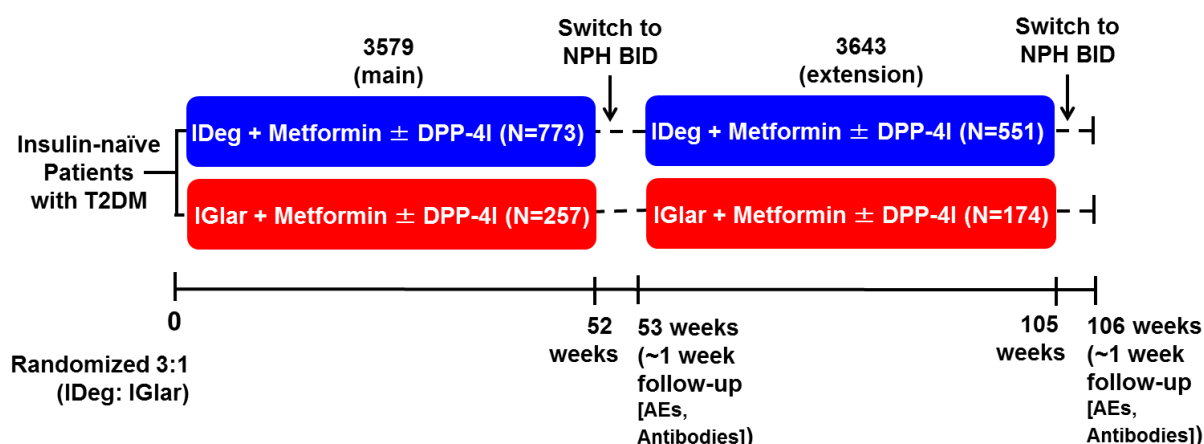 Switch to
NPH BID
Switch to
NPH BID
3579
(main)
3643
(extension)
Insulin-naïve
Patients
with T2DM
IDeg + Metformin ± DPP-4I (N=773)
IDeg + Metformin ± DPP-4I (N=551)
IGlar + Metformin ± DPP-4I (N=257)
IGlar + Metformin ± DPP-4I (N=174)
0
52
weeks
53 weeks
(~1 week
follow-up
[AEs,
Antibodies])
105
weeks
106 weeks
(~1 week
follow-up
[AEs,
Antibodies])
Randomized 3:1
(IDeg: IGlar)